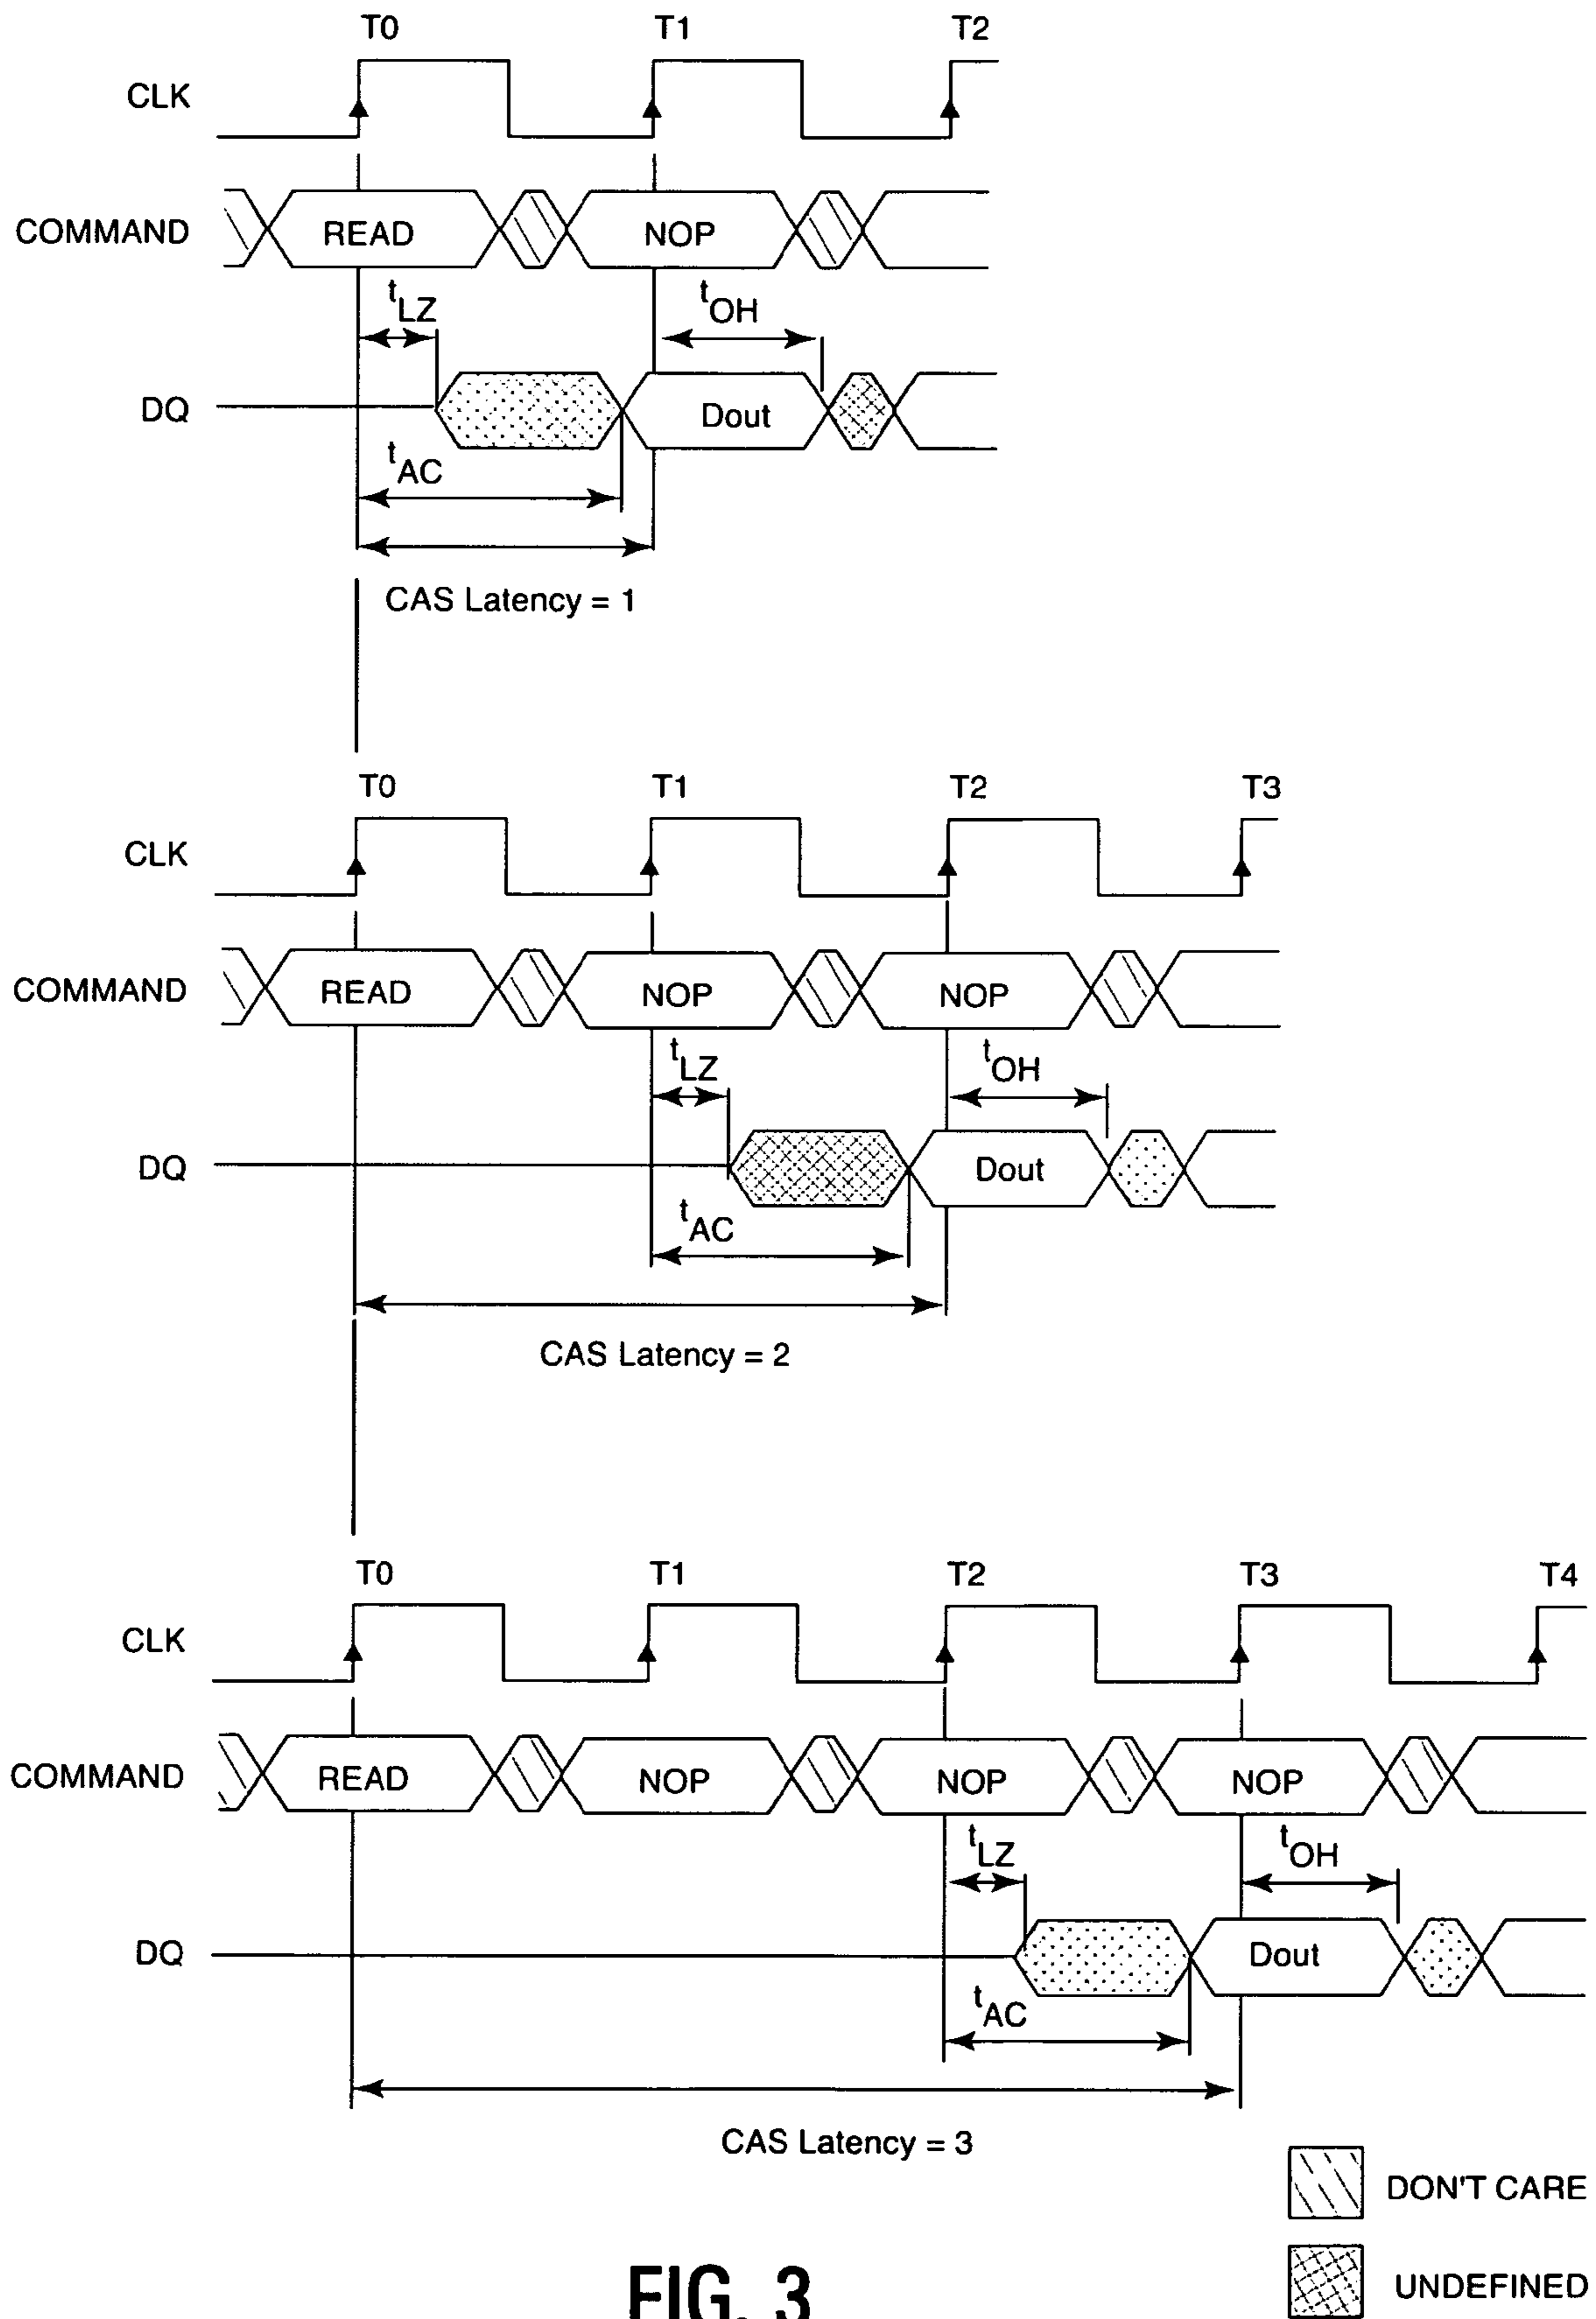 T0 T1 T2
CLK
COMMAND READ NOP
tLZ tOH
DQ Dout
tAC
CAS Latency = 1
T0 T1 T2 T3
CLK
COMMAND READ NOP NOP
tLZ tOH
DQ Dout
tAC
CAS Latency = 2
T0 T1 T2 T3 T4
CLK
COMMAND READ NOP NOP NOP
tLZ tOH
DQ Dout
tAC
CAS Latency = 3
DON'T CARE
UNDEFINED
FIG. 3